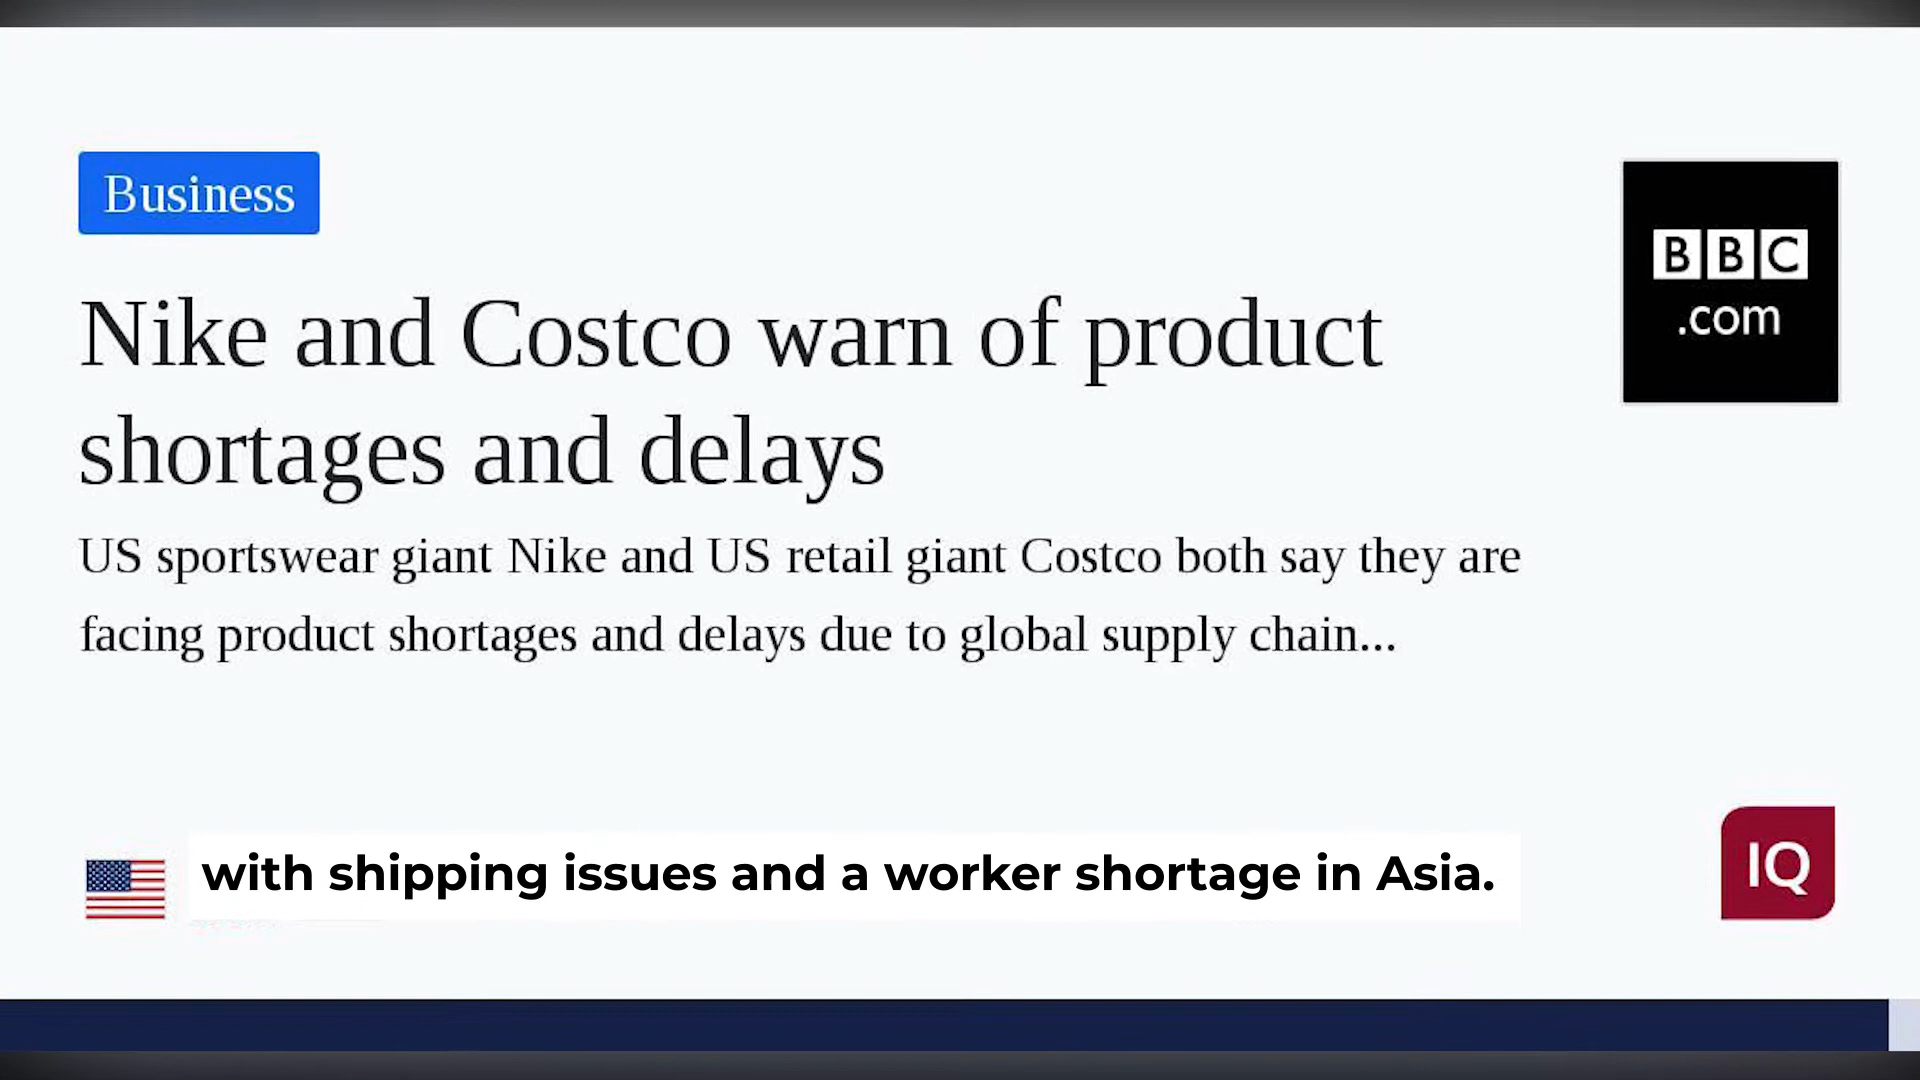 Business
BBC
.com
Nike and Costco warn of product
shortages and delays
US sportswear giant Nike and US retail giant Costco both say they are
facing product shortages and delays due to global supply chain...
with shipping issues and a worker shortage in Asia.
IQ